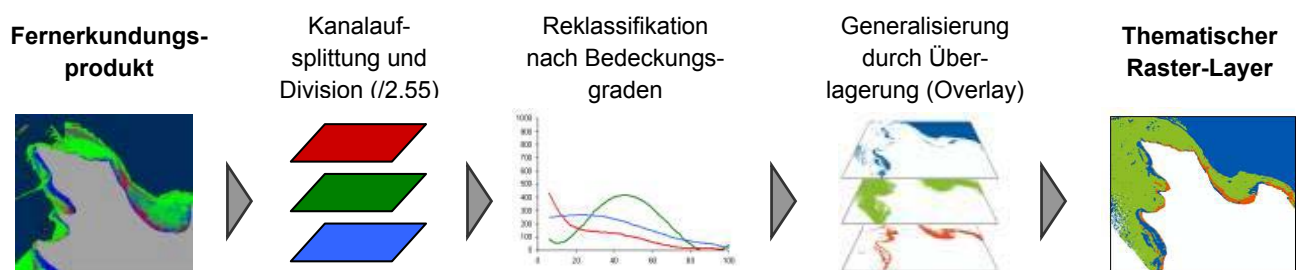 Fernerkundungs-
produkt
Kanalauf-
splittung und
Division (/2.55)
Reklassifikation
nach Bedeckungs-
graden
Generalisierung
durch Über-
lagerung (Overlay)
Thematischer
Raster-Layer
1000
900
800
700
600
500
400
300
200
100
0
0 20 40 60 80 100